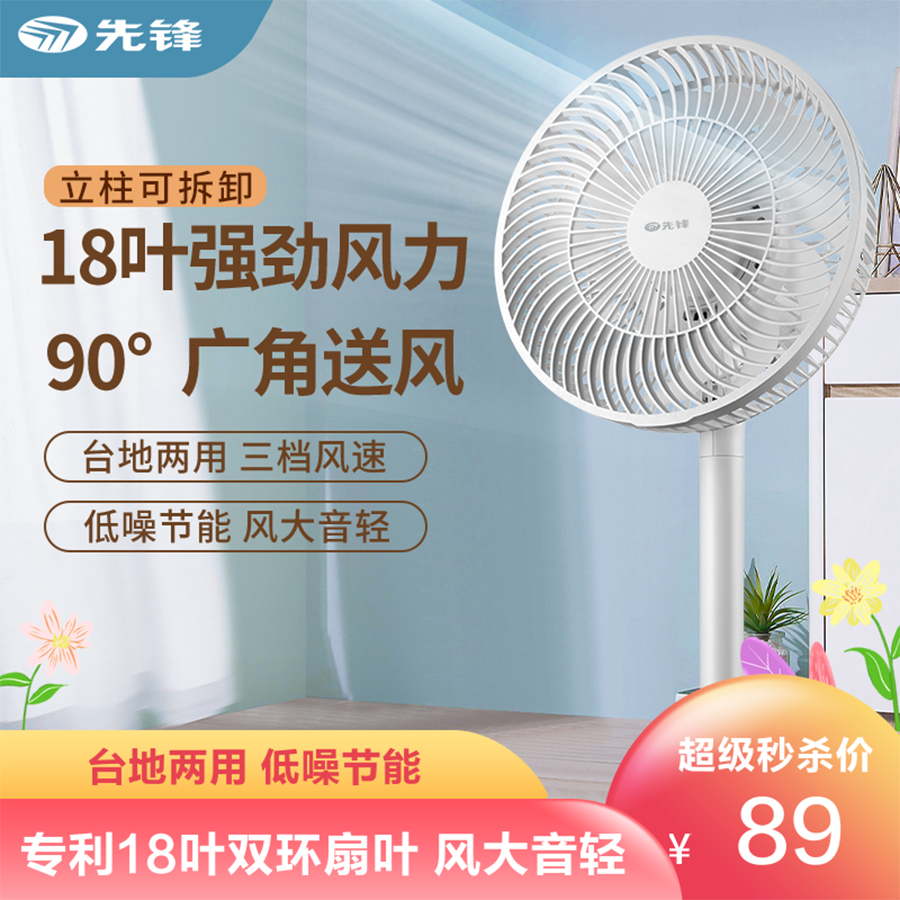 先锋
先锋
立柱可拆卸
18叶强劲风力
90° 广角送风
台地两用 三档风速
低噪节能 风大音轻
台地两用 低噪节能
超级秒杀价
专利18叶双环扇叶 风大音轻
¥ 89